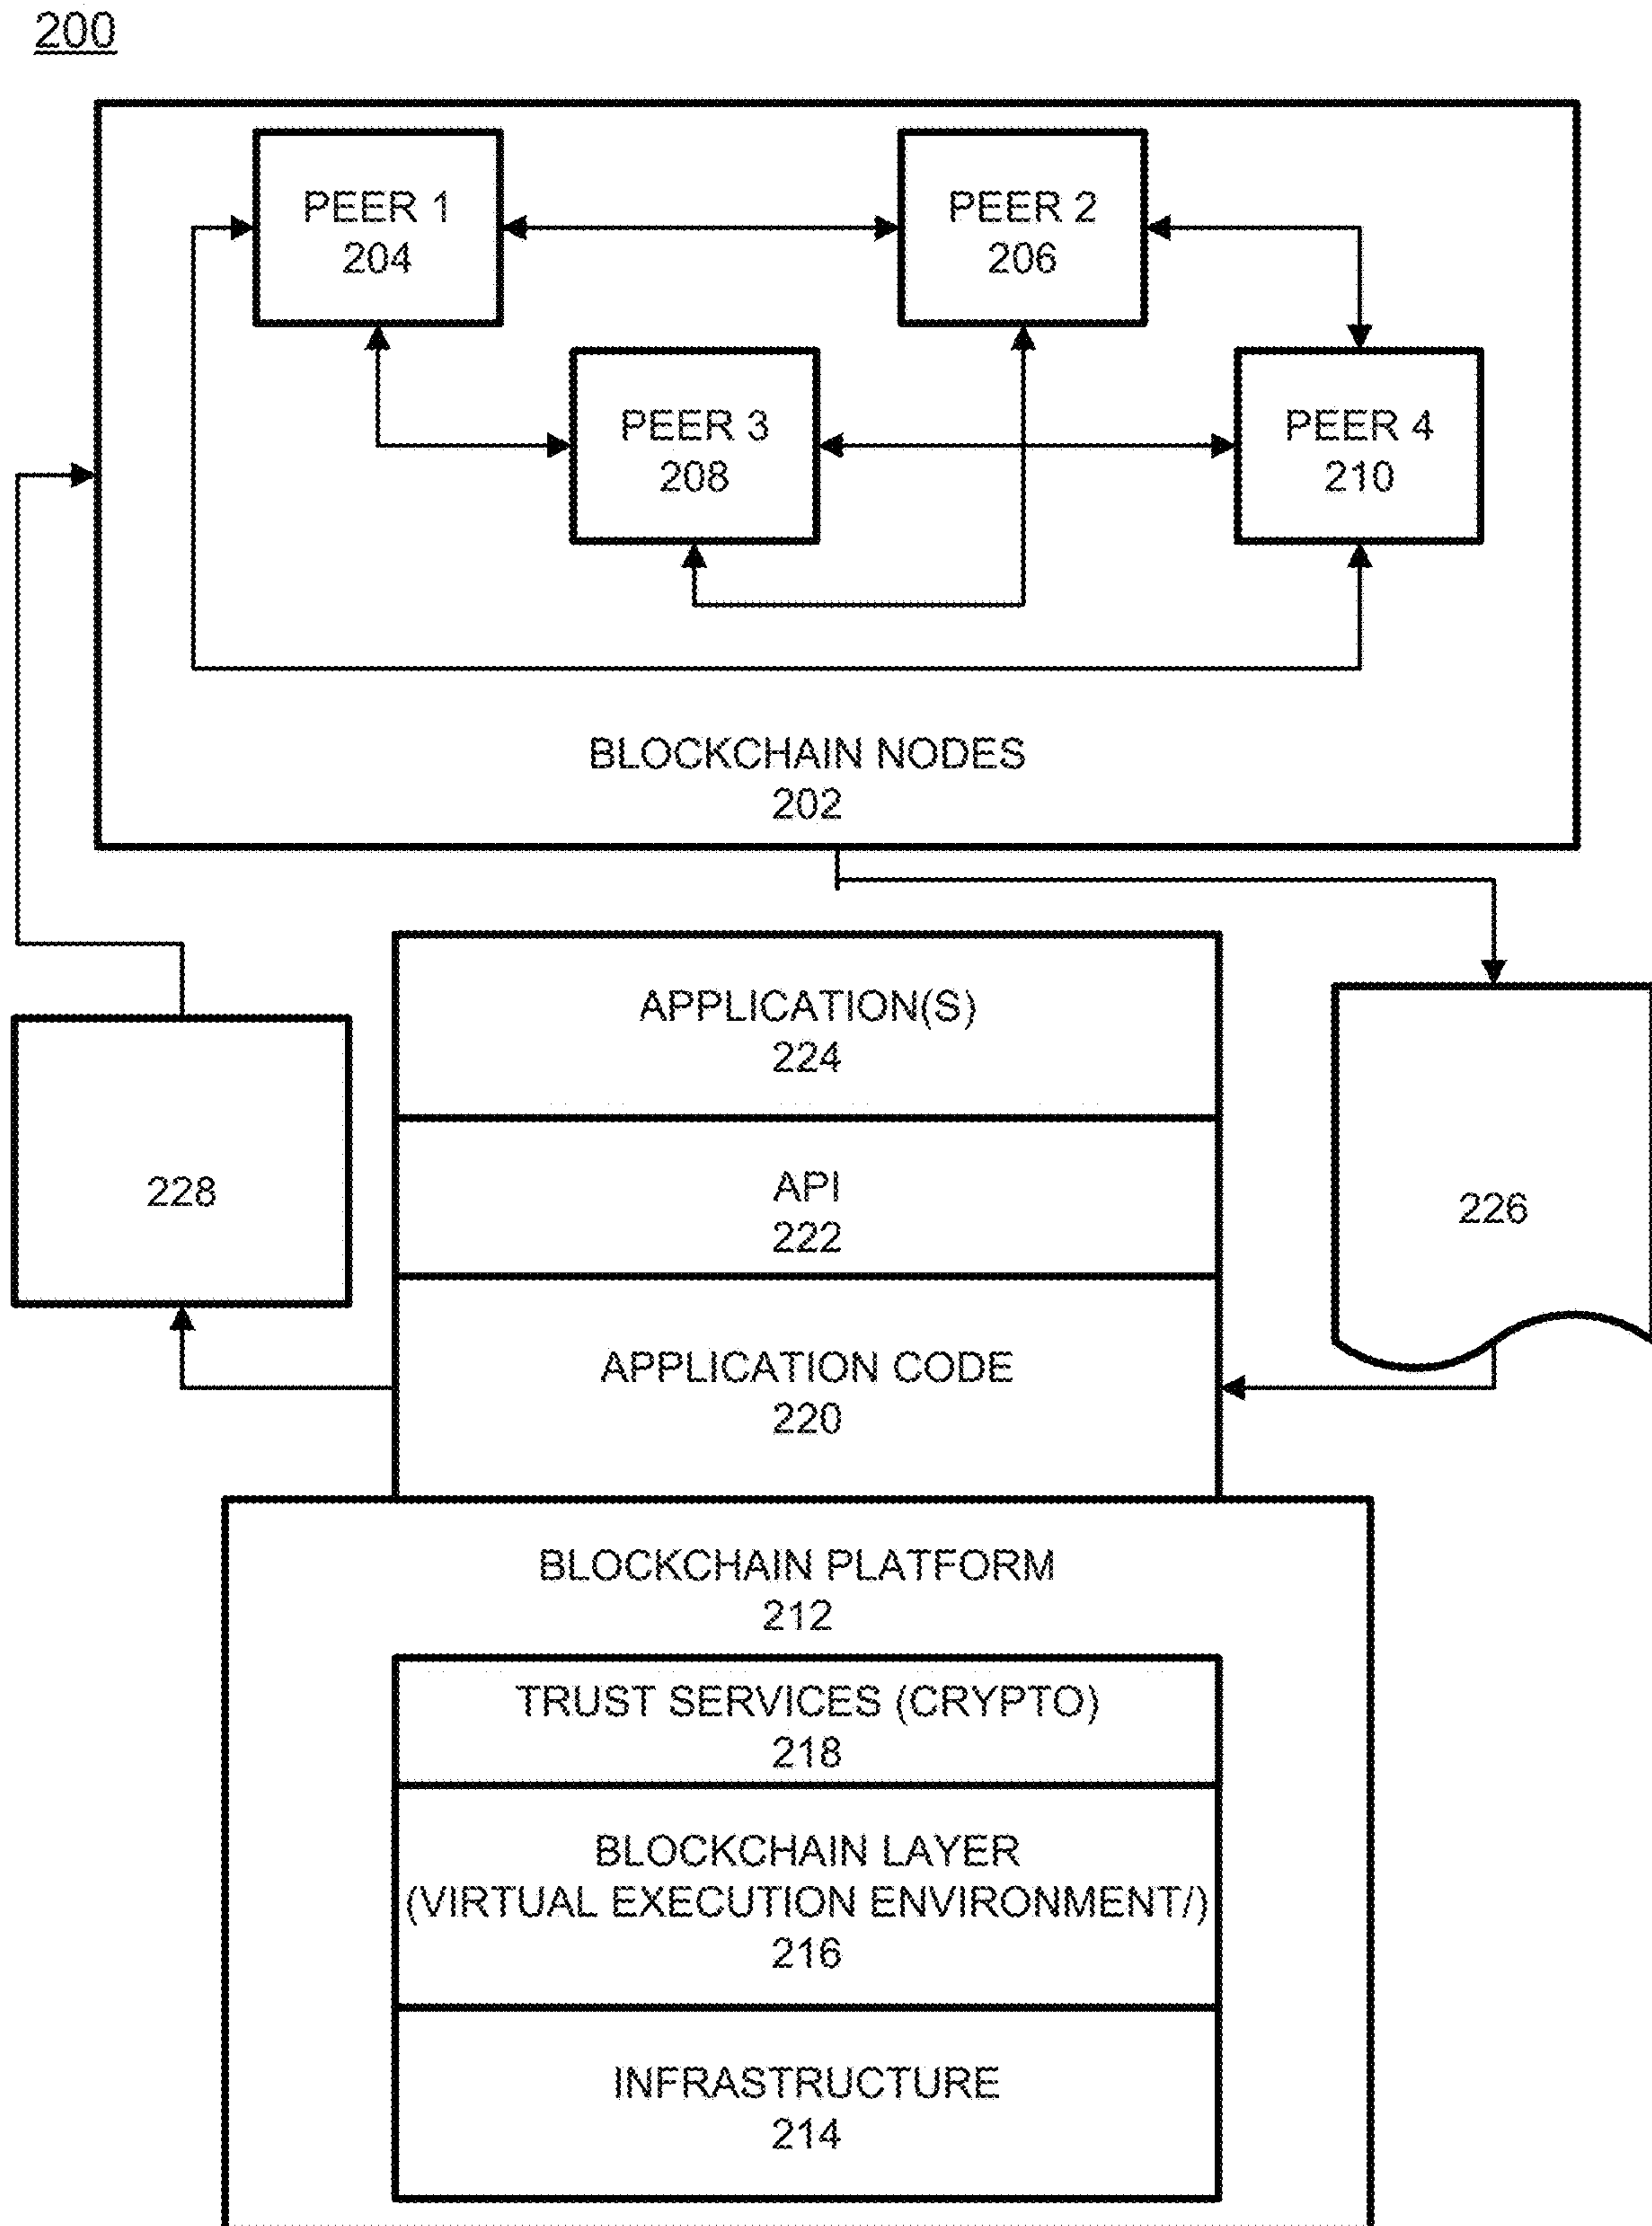 200
PEER 1
204
PEER 2
206
PEER 3
208
PEER 4
210
BLOCKCHAIN NODES
202
APPLICATION(S)
224
API
222
228
226
APPLICATION CODE
220
BLOCKCHAIN PLATFORM
212
TRUST SERVICES (CRYPTO)
218
BLOCKCHAIN LAYER
(VIRTUAL EXECUTION ENVIRONMENT/)
216
INFRASTRUCTURE
214